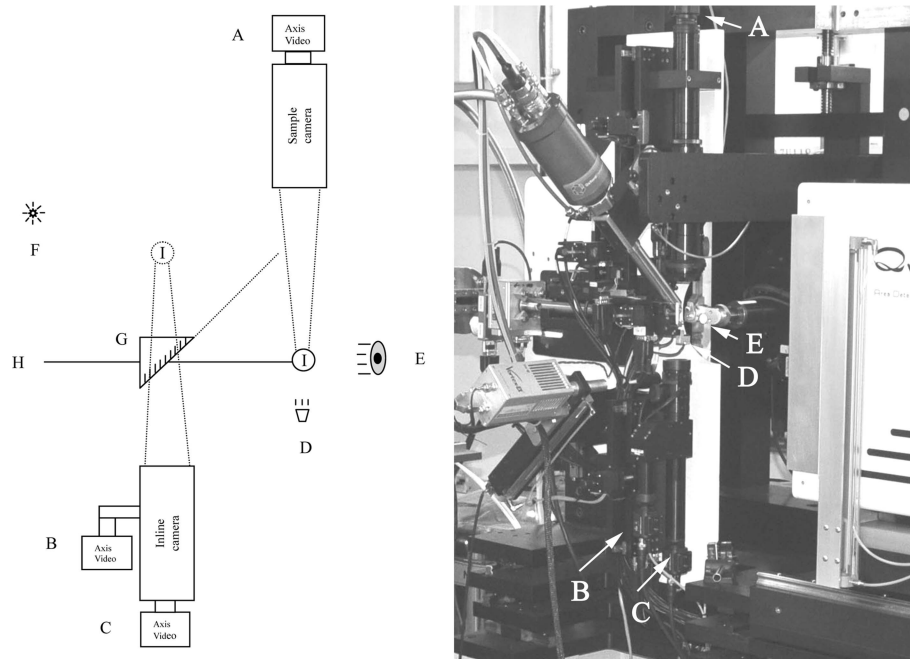 A
Axis
Video
Sample
camera
F
I
G
H
I
E
D
B
Axis
Video
Inline
camera
C
Axis
Video
A
E
D
B
C